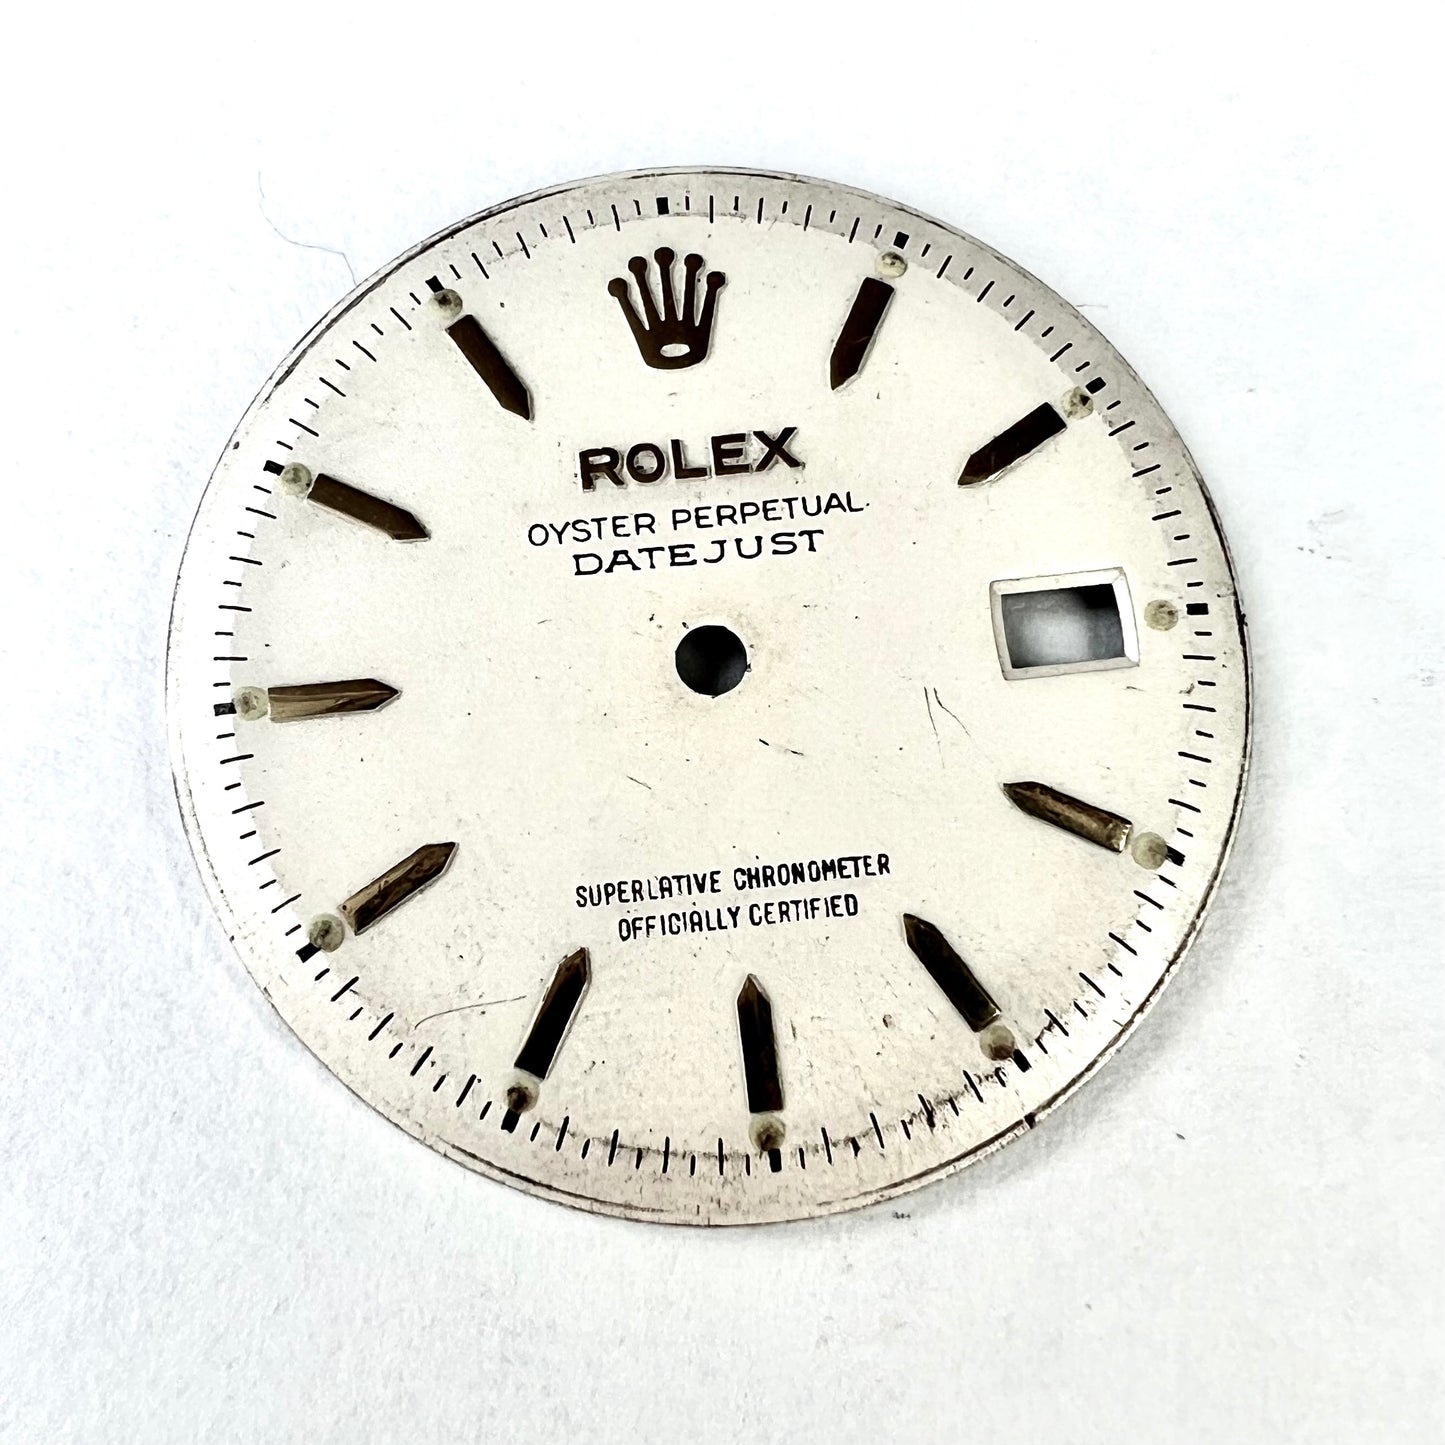 ROLEX
OYSTER PERPETUAL
DATEJUST
SUPERLATIVE CHRONOMETER
OFFICIALLY CERTIFIED